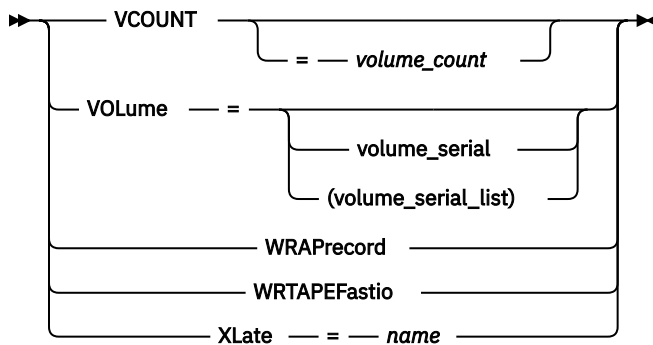 VCOUNT
= volume_count
VOLume =
volume_serial
(volume_serial_list)
WRAPrecord
WRTAPEFastio
XLate = name